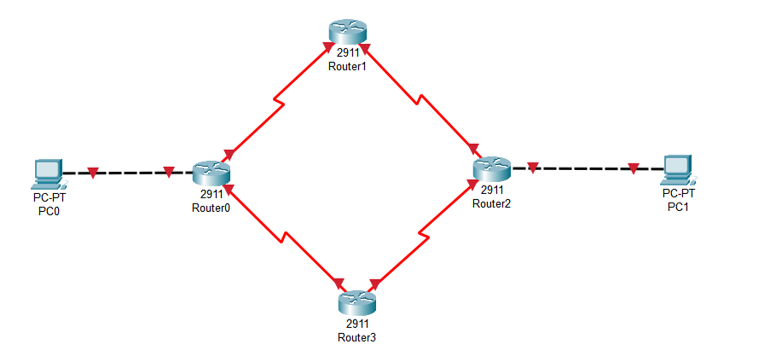 2911
Router1
PC-PT
PC0
2911
Router0
2911
Router2
PC-PT
PC1
2911
Router3